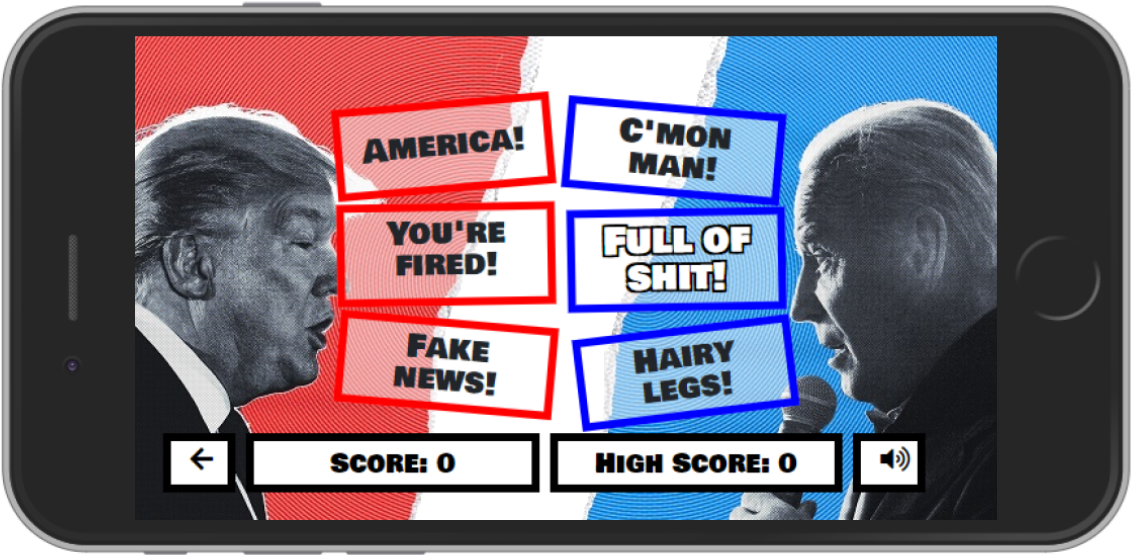 America!
C'mon
man!
You're
fired!
Full of
shit!
Fake
news!
Hairy
legs!
Score: 0
High Score: 0